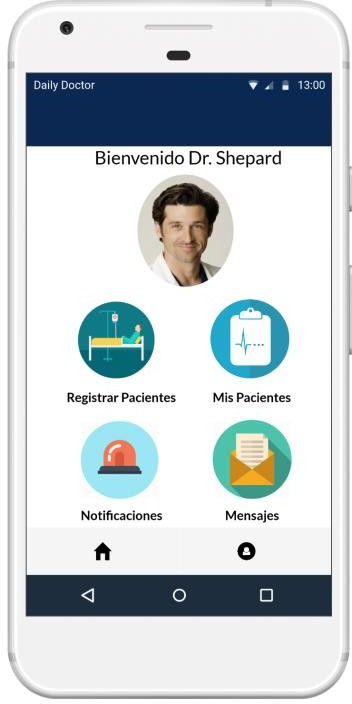 Daily Doctor 13:00
Bienvenido Dr. Shepard
Registrar Pacientes Mis Pacientes
Notificaciones Mensajes